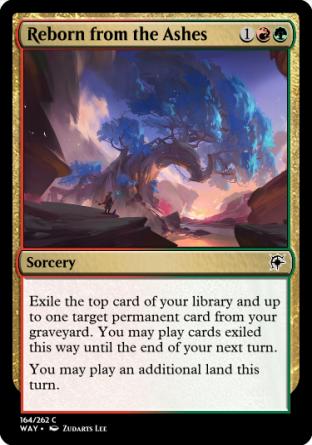 Reborn from the Ashes 1
Sorcery
Exile the top card of your library and up
to one target permanent card from your
graveyard. You may play cards exiled
this way until the end of your next turn.
You may play an additional land this
turn.
164/262 C
WAY • Zudarts Lee